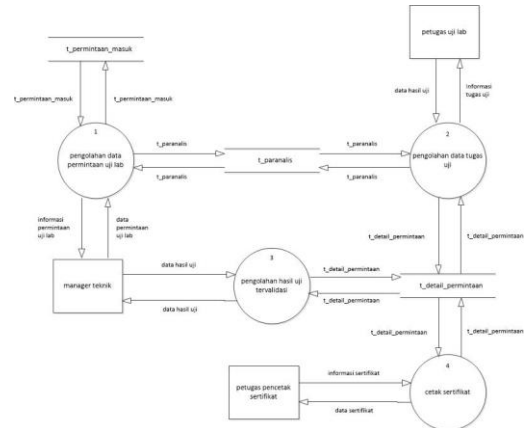 t_permintaan_masuk
petugas uji lab
t_permintaan_masuk
t_permintaan_masuk
data hasil uji
informasi
tugas uji
1
pengolahan data
permintaan uji lab
t_paranalis
t_paranalis
t_paranalis
t_paranalis
t_paranalis
2
pengolahan data tugas
uji
informasi
permintaan
uji lab
data
permintaan
uji lab
t_detail_permintaan
t_detail_permintaan
manager teknik
data hasil uji
data hasil uji
3
pengolahan hasil uji
tervalidasi
t_detail_permintaan
t_detail_permintaan
t_detail_permintaan
t_detail_permintaan
t_detail_permintaan
petugas pencetak
sertifikat
informasi sertifikat
data sertifikat
4
cetak sertifikat